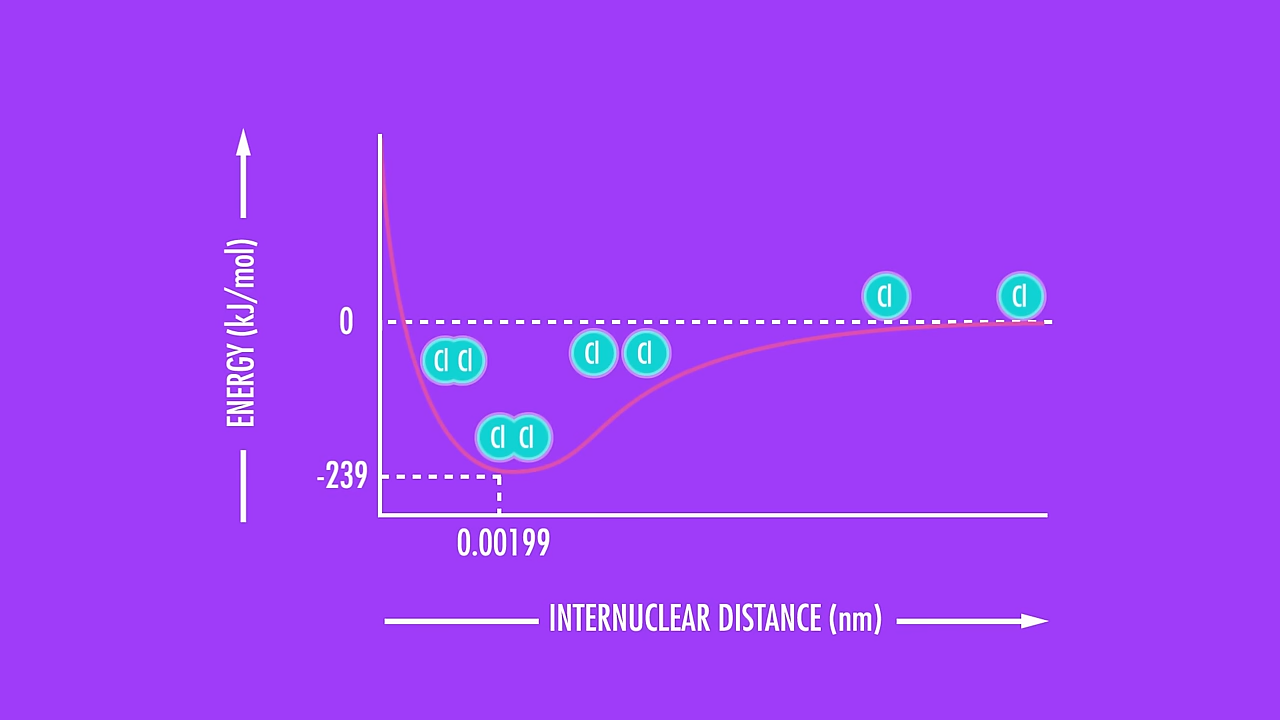 ENERGY (kJ/mol)
0
-239
Cl Cl
Cl Cl
Cl Cl
Cl Cl
0.00199
INTERNUCLEAR DISTANCE (nm)